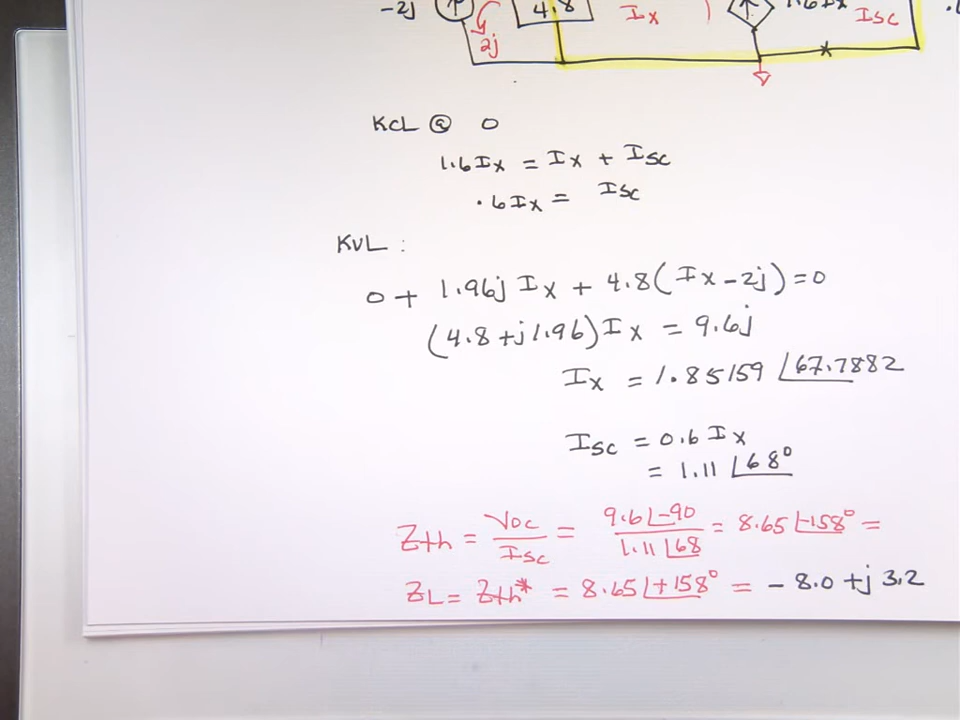 -2j 4.8 Ix 1.6Ix Isc
2j
KCL @ 0
1.6Ix = Ix + Isc
.6Ix = Isc
KVL :
0 + 1.96j Ix + 4.8(Ix-2j)=0
(4.8+j1.96)Ix = 9.6j
Ix = 1.85159 ∠67.7882
Isc = 0.6 Ix
= 1.11 ∠68°
Zth = Voc/Isc = 9.6∠-90/1.11∠68 = 8.65∠-158° =
ZL = Zth* = 8.65∠+158° = -8.0 +j 3.2